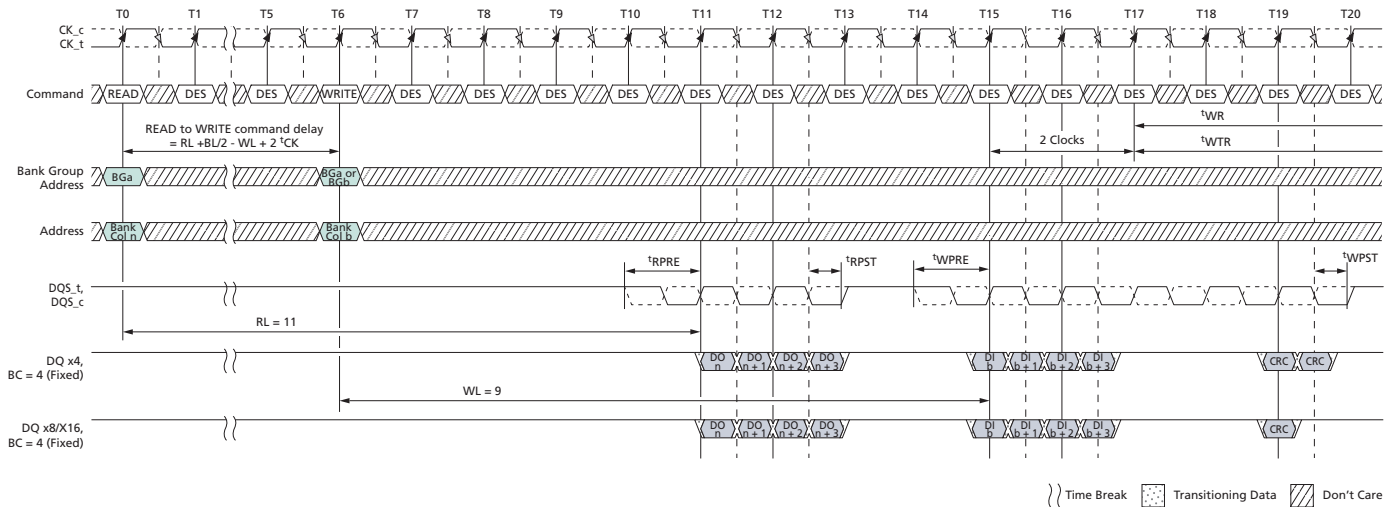 T0 T1 T5 T6 T7 T8 T9 T10 T11 T12 T13 T14 T15 T16 T17 T18 T19 T20
CK_c
CK_t
Command READ DES DES WRITE DES DES DES DES DES DES DES DES DES DES DES DES DES DES
tWR
READ to WRITE command delay
= RL +BL/2 - WL + 2 tCK
2 Clocks
tWTR
Bank Group
Address
BGa
BGa or
BGb
Address
Bank
Col n
Bank
Col b
tRPRE tRPST tWPRE tWPST
DQS_t,
DQS_c
RL = 11
DQ x4,
BC = 4 (Fixed)
DO DO DO DO DI DI DI DI
n n + 1 n + 2 n + 3 b b + 1 b + 2 b + 3
CRC CRC
WL = 9
DQ x8/X16,
BC = 4 (Fixed)
DO DO DO DO DI DI DI DI
n n + 1 n + 2 n + 3 b b + 1 b + 2 b + 3
CRC
Time Break Transitioning Data Don't Care